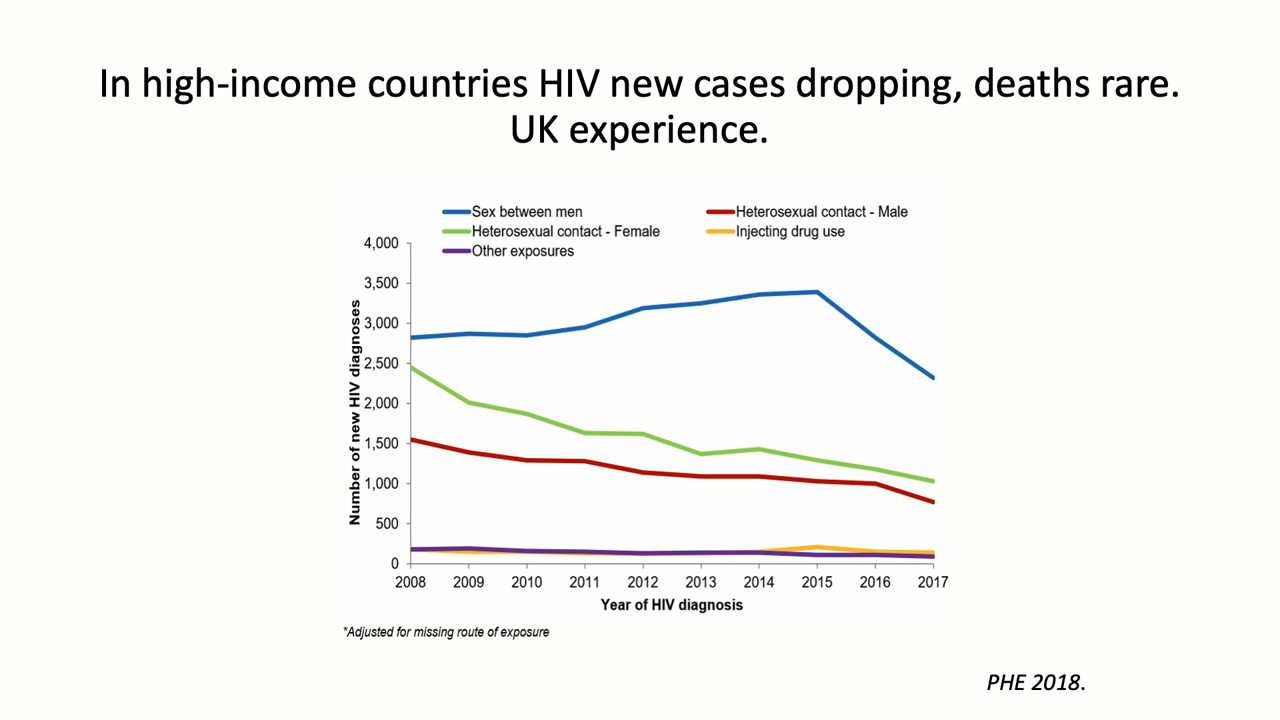 In high-income countries HIV new cases dropping, deaths rare.
UK experience.
Sex between men
Heterosexual contact - Male
Heterosexual contact - Female
Injecting drug use
Other exposures
4,000
3,500
3,000
2,500
2,000
1,500
1,000
500
0
Number of new HIV diagnoses
2008 2009 2010 2011 2012 2013 2014 2015 2016 2017
Year of HIV diagnosis
*Adjusted for missing route of exposure
PHE 2018.